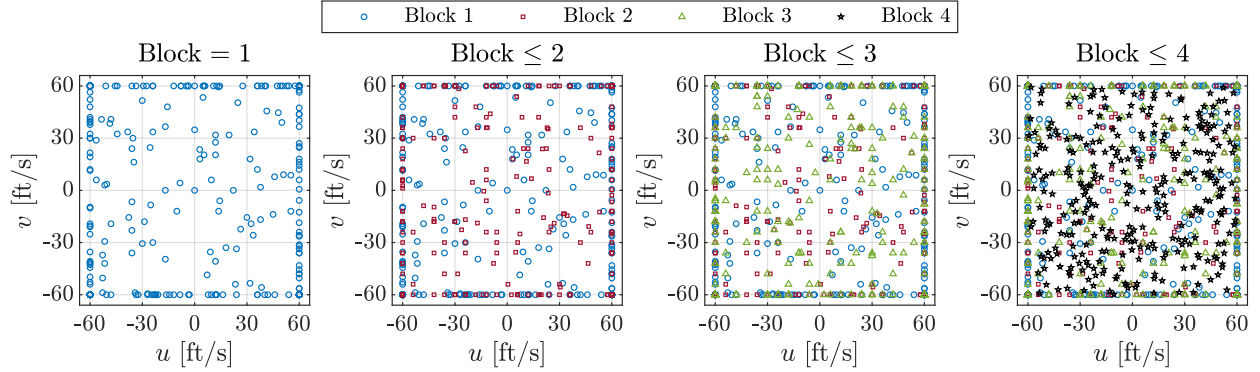 Block 1 Block 2 Block 3 Block 4
Block = 1 Block ≤ 2 Block ≤ 3 Block ≤ 4
60 60 60 60
30 30 30 30
0 0 0 0
-30 -30 -30 -30
-60 -60 -60 -60
v [ft/s] v [ft/s] v [ft/s] v [ft/s]
-60 -30 0 30 60 -60 -30 0 30 60 -60 -30 0 30 60 -60 -30 0 30 60
u [ft/s] u [ft/s] u [ft/s] u [ft/s]